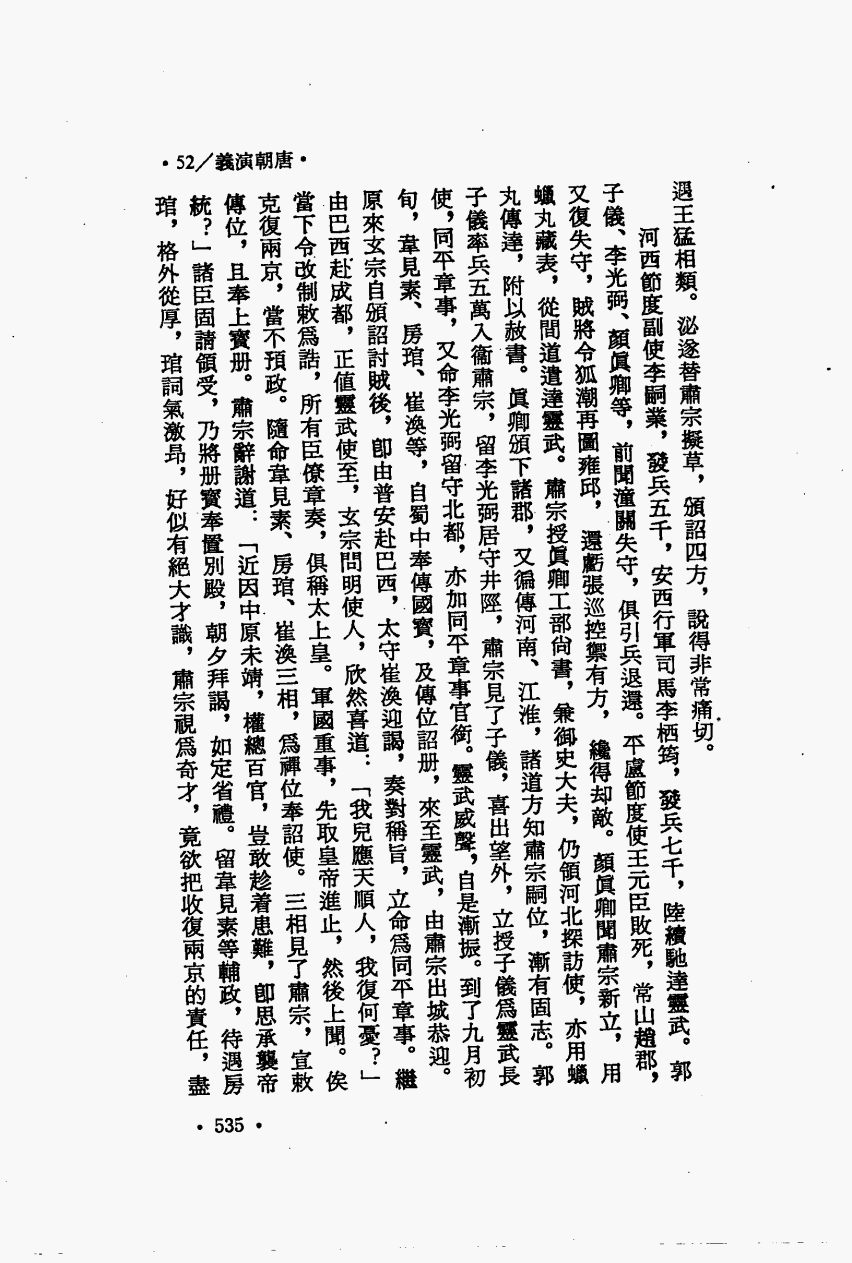 ・52／義演朝唐・
遇王猛相類。泌遂替肅宗擬草，頒詔四方，說得非常痛切。
河西節度副使李嗣業，發兵五千，安西行軍司馬李栖筠，發兵七千，陸續馳達靈武。郭
子儀、李光弼、顏眞卿等，前聞潼關失守，俱引兵退還。平盧節度使王元臣敗死，常山趙郡，
又復失守，賊將令狐潮再圖雍邱，還虧張巡控禦有方，纔得却敵。顏眞卿聞肅宗新立，用
蠟丸藏表，從間道遣達靈武。肅宗授眞卿工部尙書，兼御史大夫，仍領河北採訪使，亦用蠟
丸傳達，附以赦書。眞卿頒下諸郡，又徧傳河南、江淮，諸道方知肅宗嗣位，漸有固志。郭
子儀率兵五萬入衞肅宗，留李光弼居守井陘，肅宗見了子儀，喜出望外，立授子儀爲靈武長
使，同平章事，又命李光弼留守北都，亦加同平章事官銜。靈武威聲，自是漸振。到了九月初
旬，韋見素、房琯、崔渙等，自蜀中奉傳國寶，及傳位詔册，來至靈武，由肅宗出城恭迎。
原來玄宗自頒詔討賊後，卽由普安赴巴西，太守崔渙迎謁，奏對稱旨，立命爲同平章事。繼
由巴西赴成都，正値靈武使至，玄宗問明使人，欣然喜道：「我兒應天順人，我復何憂？」
當下令改制敕爲誥，所有臣僚章奏，俱稱太上皇。軍國重事，先取皇帝進止，然後上聞。俟
克復兩京，當不預政。隨命韋見素、房琯、崔渙三相，爲禪位奉詔使。三相見了肅宗，宣敕
傳位，且奉上寶册。肅宗辭謝道：「近因中原未靖，權總百官，豈敢趁着患難，卽思承襲帝
統？」諸臣固請領受，乃將册寶奉置別殿，朝夕拜謁，如定省禮。留韋見素等輔政，待遇房
琯，格外從厚，琯詞氣激昂，好似有絕大才識，肅宗視爲奇才，竟欲把收復兩京的責任，盡
・535・